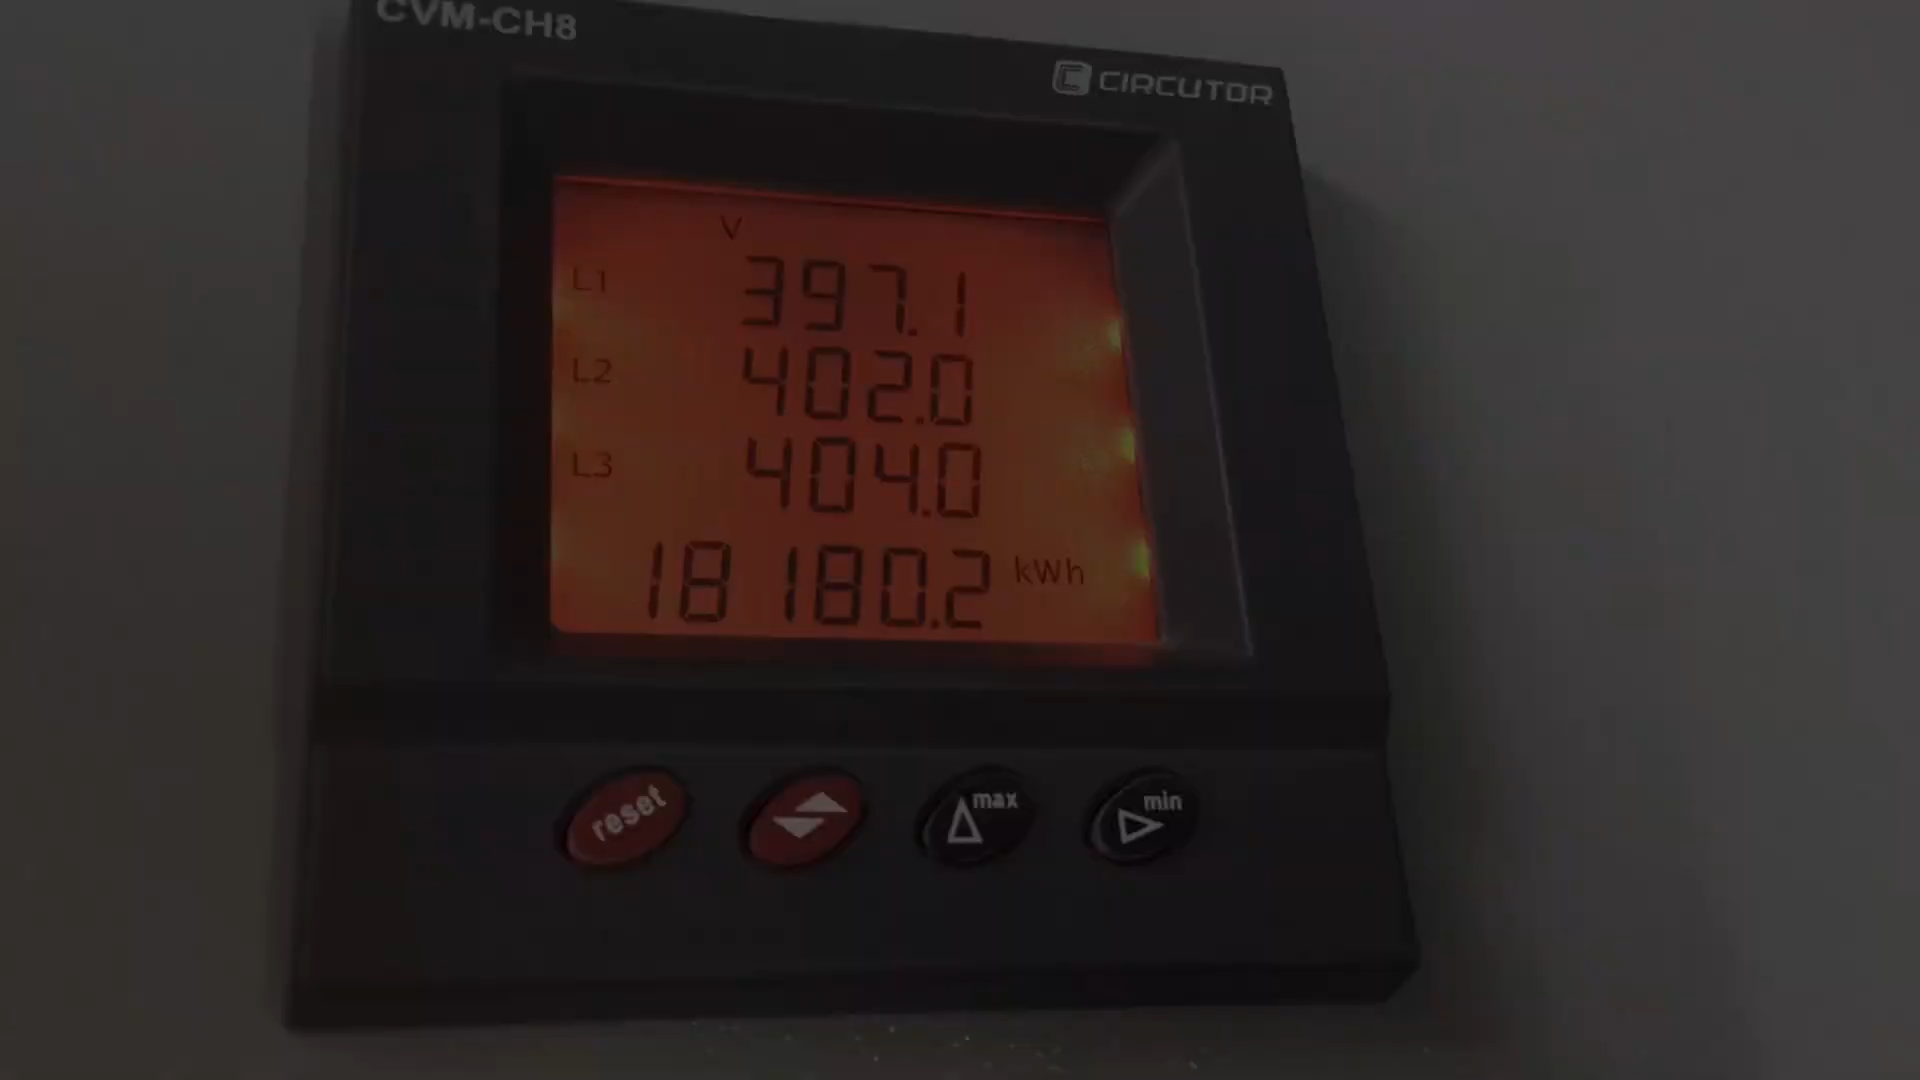 CVM-CH8
CIRCUTOR
V
L1 397.1
L2 402.0
L3 404.0
18 180.2 kWh
reset
max
min